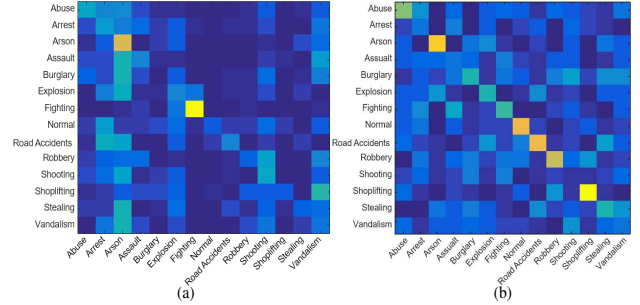 Abuse
Arrest
Arson
Assault
Burglary
Explosion
Fighting
Normal
Road Accidents
Robbery
Shooting
Shoplifting
Stealing
Vandalism
Abuse
Arrest
Arson
Assault
Burglary
Explosion
Fighting
Normal
Road Accidents
Robbery
Shooting
Shoplifting
Stealing
Vandalism
(a)
Abuse
Arrest
Arson
Assualt
Burglary
Explosion
Fighting
Normal
Road Accidents
Robbery
Shooting
Shoplifting
Stealing
Vandalism
Abuse
Arrest
Arson
Assualt
Burglary
Explosion
Fighting
Normal
Road Accidents
Robbery
Shooting
Shoplifting
Stealing
Vandalism
(b)